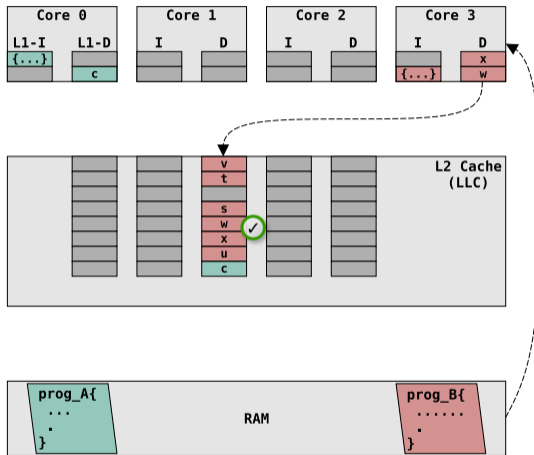 Core 0
Core 1
Core 2
Core 3
L1-I
L1-D
I
D
I
D
I
D
{...}
c
{...}
x
w
L2 Cache
(LLC)
v
t
s
w
x
u
c
✓
prog_A{
...
.
}
RAM
prog_B{
......
.
}